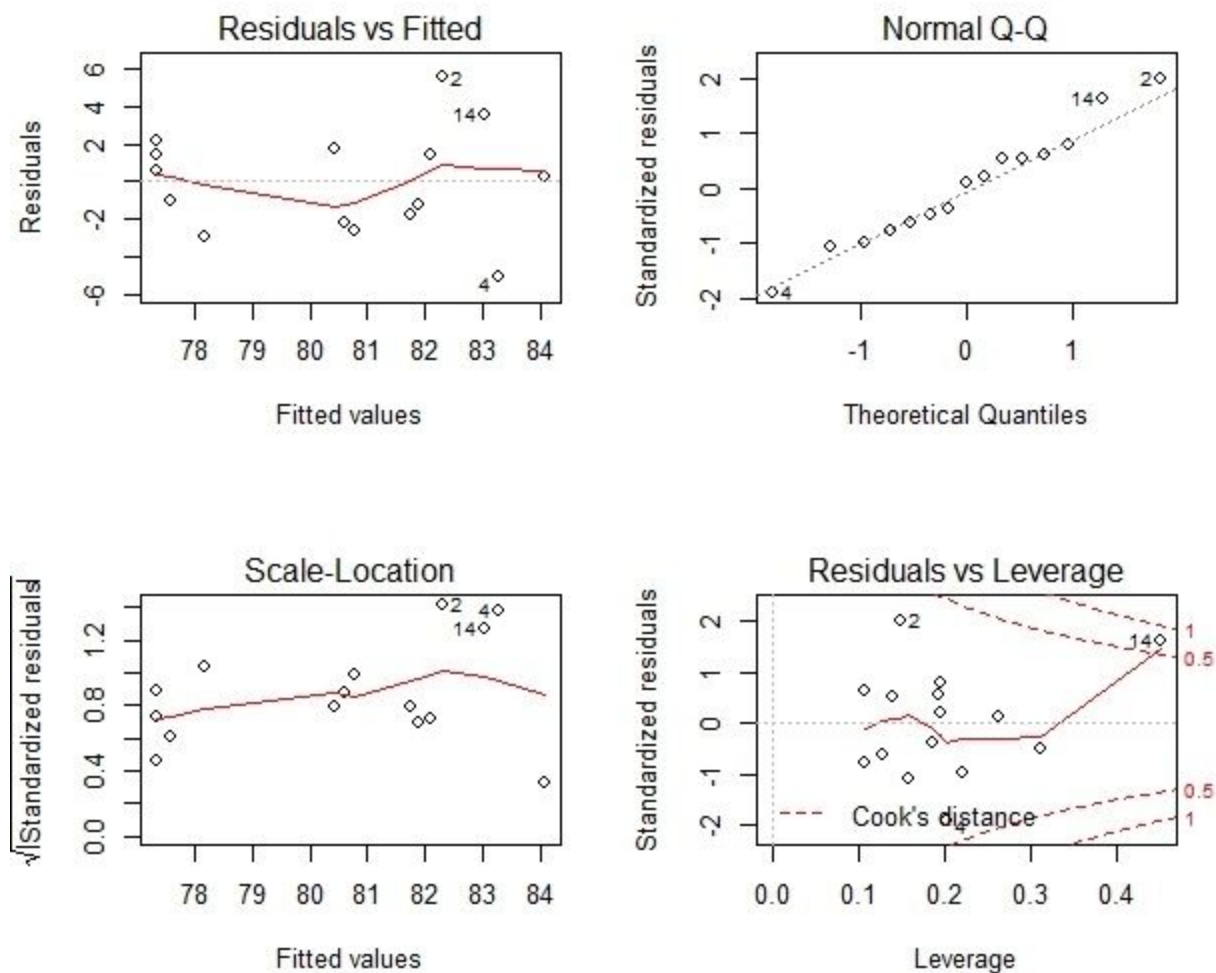 Residuals vs Fitted
Residuals
6
4
2
-2
-6
2
14
4
78 79 80 81 82 83 84
Fitted values
Normal Q-Q
Standardized residuals
2
1
0
-1
-2
14
2
4
-1 0 1
Theoretical Quantiles
Scale-Location
√|Standardized residuals|
1.2
0.8
0.4
0.0
2
4
14
78 79 80 81 82 83 84
Fitted values
Residuals vs Leverage
Standardized residuals
2
1
0
-1
-2
2
14
4
1
0.5
0.5
1
Cook's distance
0.0 0.1 0.2 0.3 0.4
Leverage